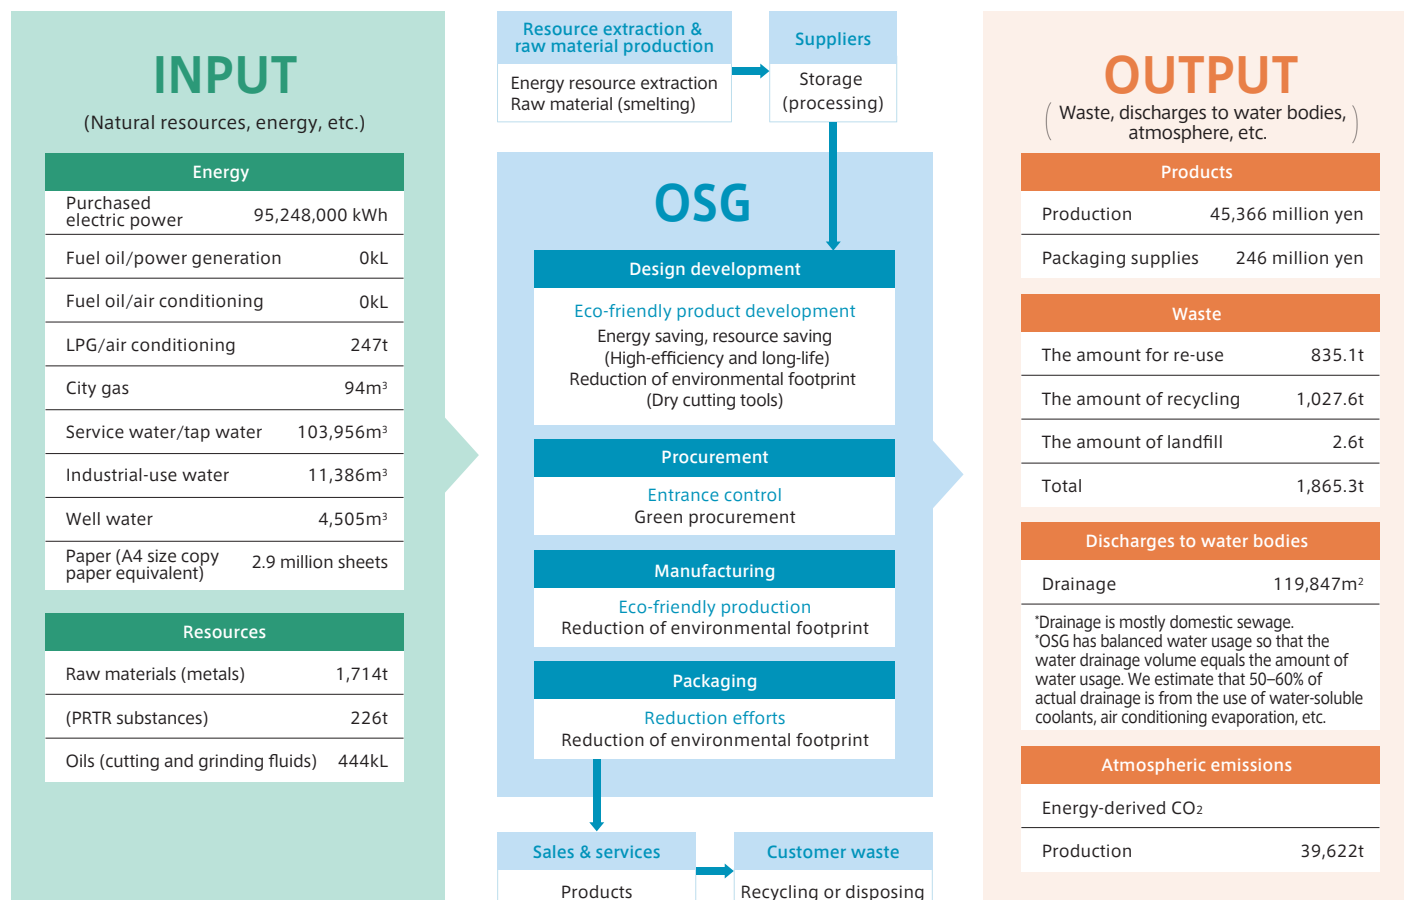 INPUT
(Natural resources, energy, etc.)
Energy
Purchased
electric power 95,248,000 kWh
Fuel oil/power generation 0kL
Fuel oil/air conditioning 0kL
LPG/air conditioning 247t
City gas 94m³
Service water/tap water 103,956m³
Industrial-use water 11,386m³
Well water 4,505m³
Paper (A4 size copy
paper equivalent) 2.9 million sheets
Resources
Raw materials (metals) 1,714t
(PRTR substances) 226t
Oils (cutting and grinding fluids) 444kL
Resource extraction &
raw material production
Energy resource extraction
Raw material (smelting)
Suppliers
Storage
(processing)
OSG
Design development
Eco-friendly product development
Energy saving, resource saving
(High-efficiency and long-life)
Reduction of environmental footprint
(Dry cutting tools)
Procurement
Entrance control
Green procurement
Manufacturing
Eco-friendly production
Reduction of environmental footprint
Packaging
Reduction efforts
Reduction of environmental footprint
Sales & services
Products
Customer waste
Recycling or disposing
OUTPUT
(Waste, discharges to water bodies,
atmosphere, etc.)
Products
Production 45,366 million yen
Packaging supplies 246 million yen
Waste
The amount for re-use 835.1t
The amount of recycling 1,027.6t
The amount of landfill 2.6t
Total 1,865.3t
Discharges to water bodies
Drainage 119,847m²
*Drainage is mostly domestic sewage.
*OSG has balanced water usage so that the
water drainage volume equals the amount of
water usage. We estimate that 50–60% of
actual drainage is from the use of water-soluble
coolants, air conditioning evaporation, etc.
Atmospheric emissions
Energy-derived CO2
Production 39,622t